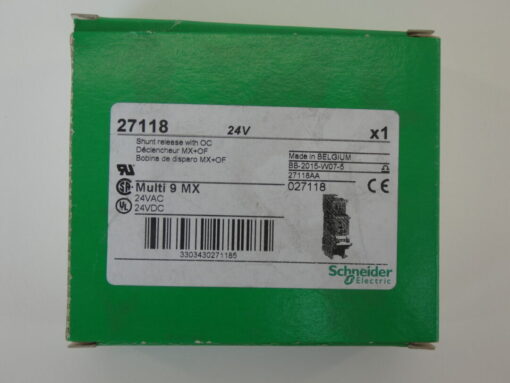 27118 24V x1
Shunt release with OC
Déclencheur MX+OF
Bobina de disparo MX+OF
Made in BELGIUM
BB-2015-W07-5
27118AA
027118 CE
Multi 9 MX
24VAC
24VDC
3303430271185
Schneider
Electric